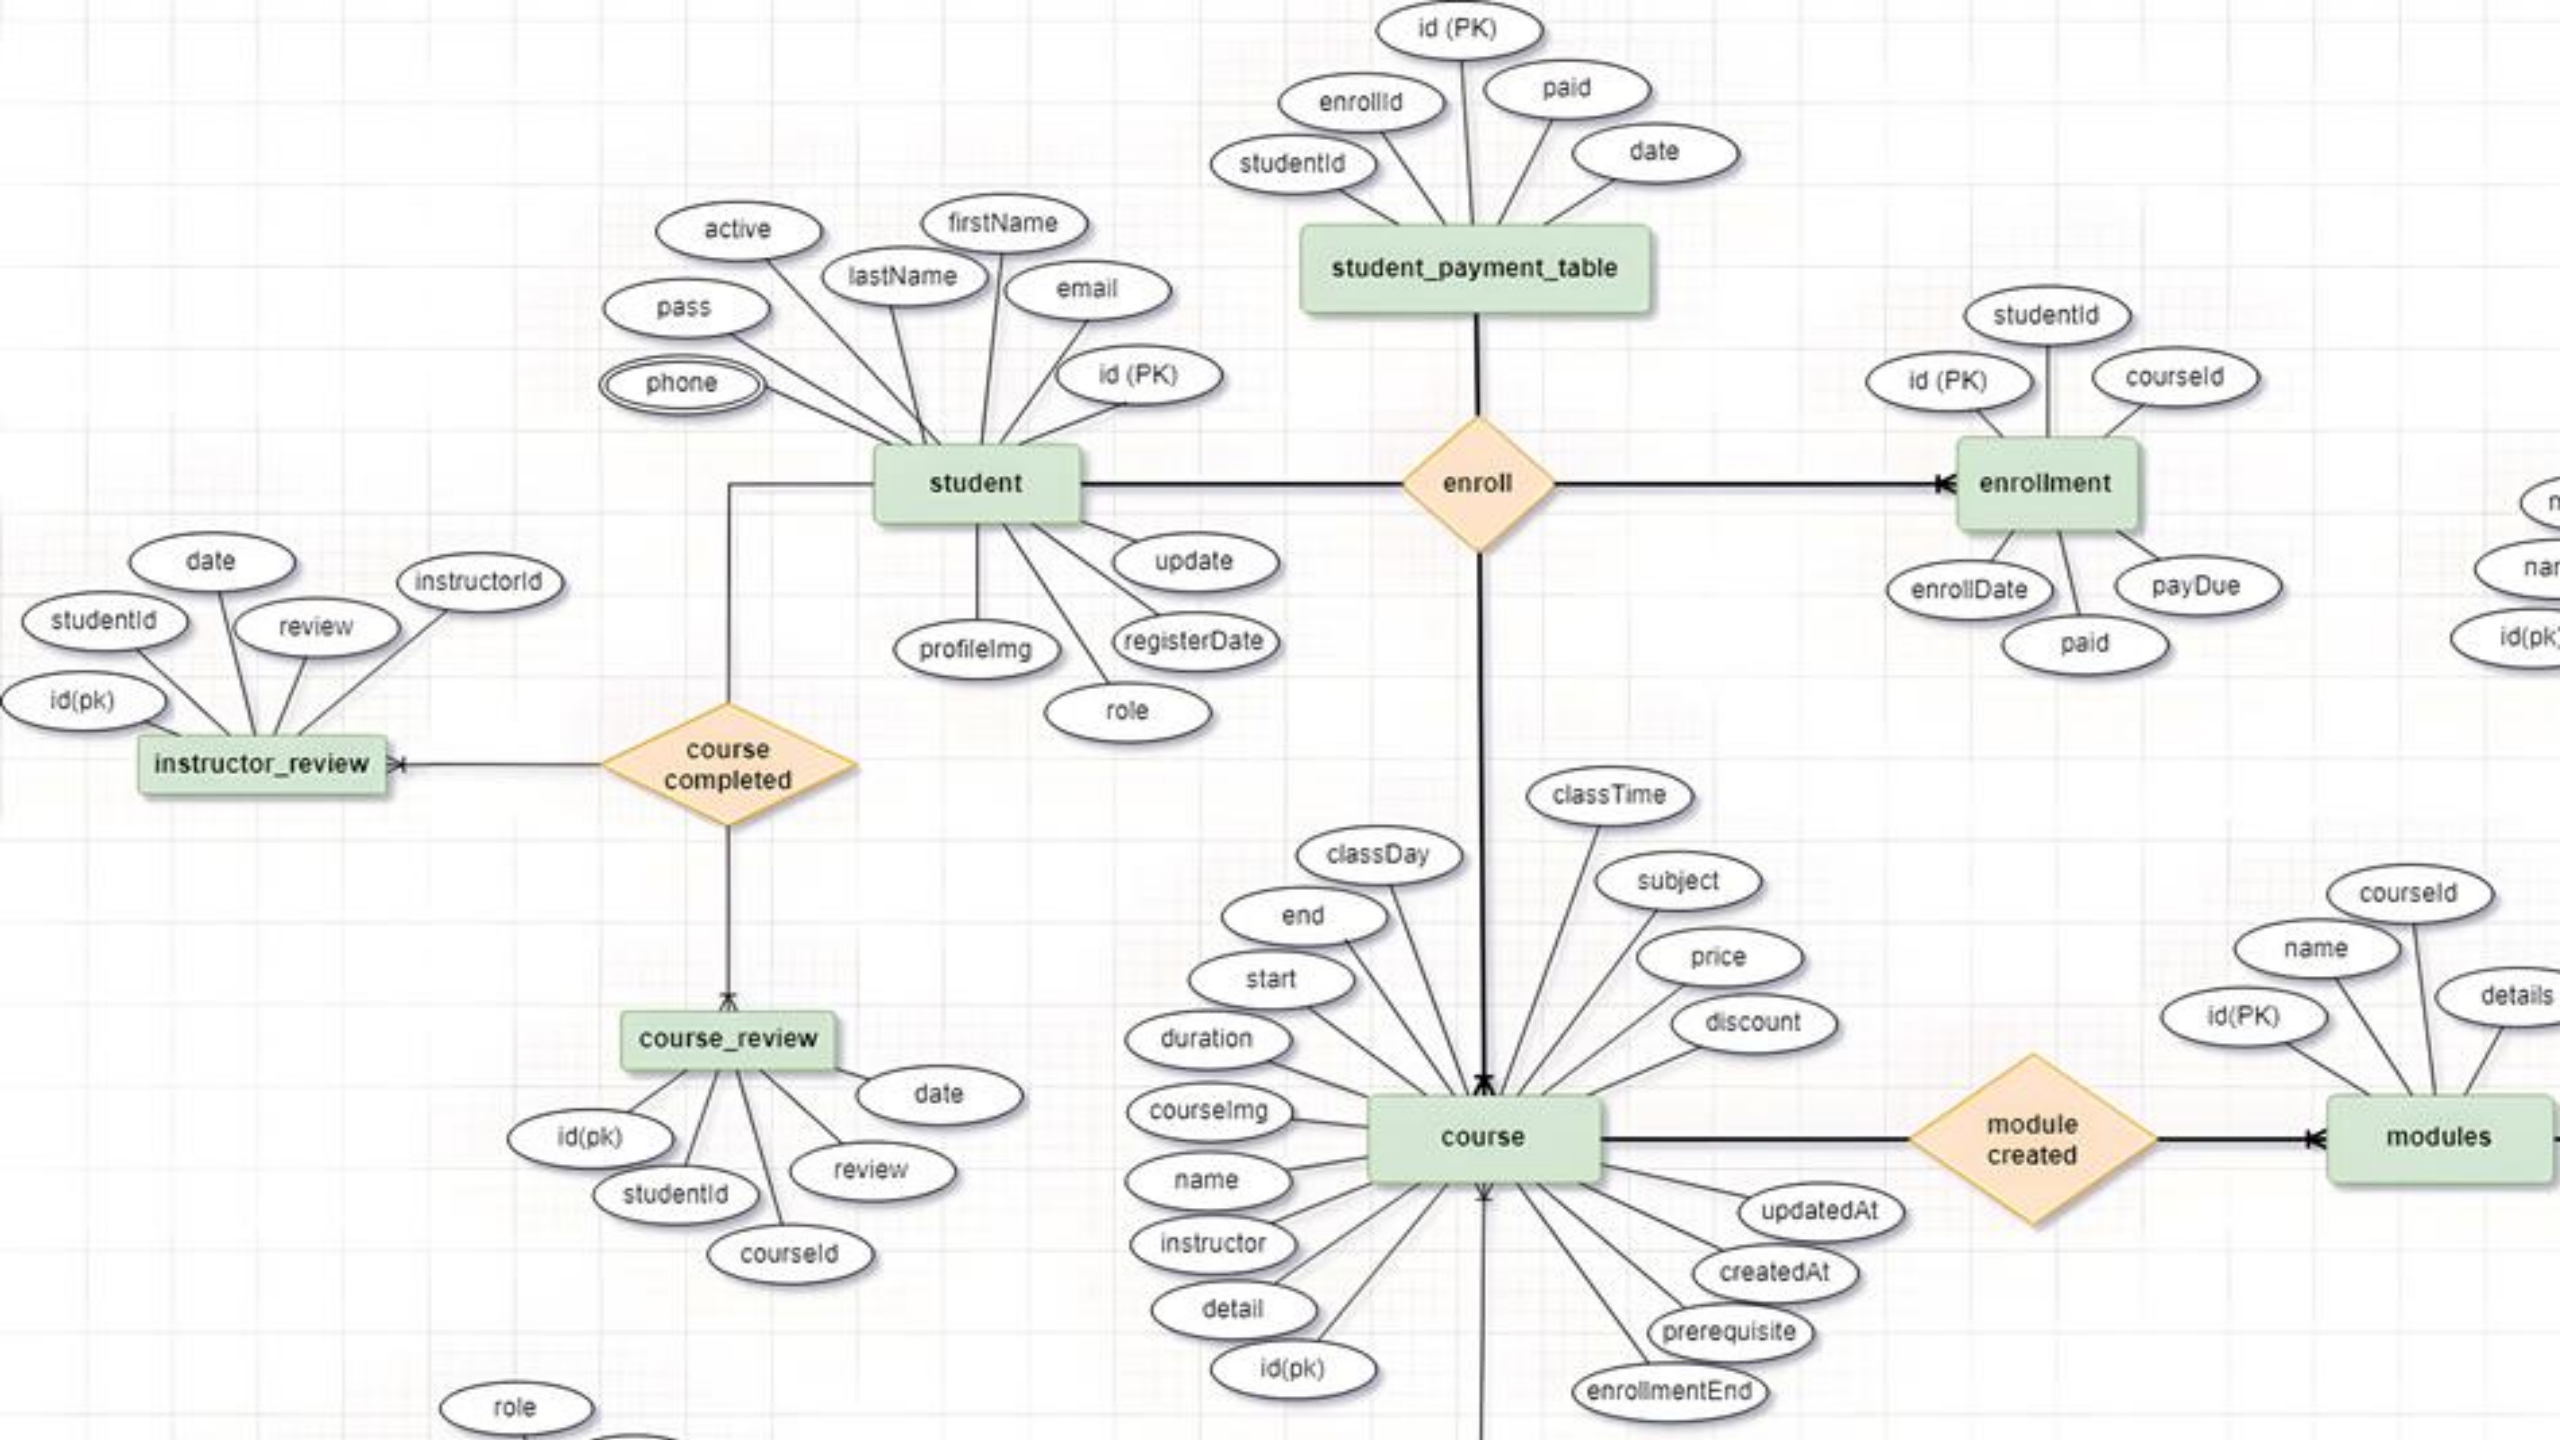 id (PK)
enrollId
paid
studentId
date
student_payment_table
active
firstName
lastName
email
pass
id (PK)
phone
student
update
registerDate
profileImg
role
enroll
studentId
id (PK)
courseId
enrollment
enrollDate
payDue
paid
id(pk)
date
instructorId
studentId
review
id(pk)
instructor_review
course
completed
course_review
date
id(pk)
review
studentId
courseId
classTime
classDay
subject
end
price
start
discount
duration
courseImg
name
instructor
detail
id(pk)
course
updatedAt
createdAt
prerequisite
enrollmentEnd
module
created
courseId
name
details
id(PK)
modules
role